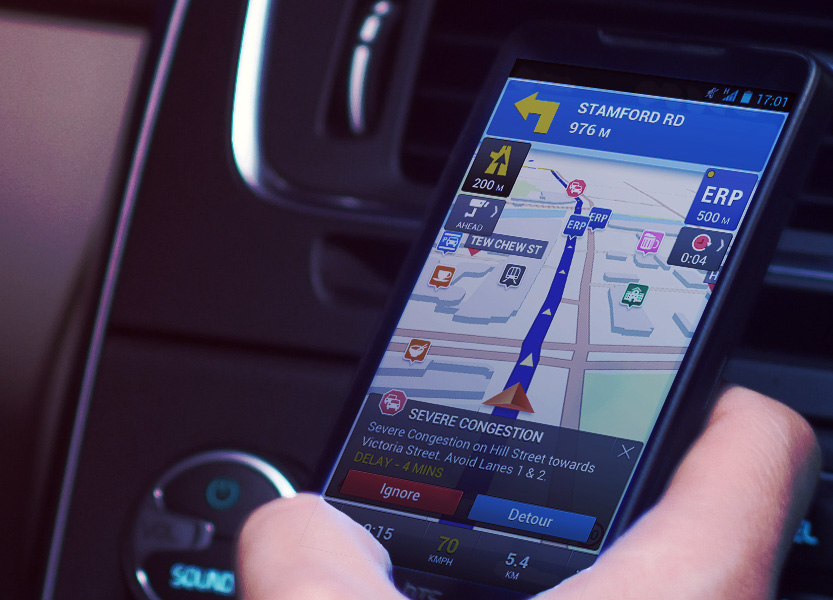 17:01
STAMFORD RD
976 M
200 M
ERP
500 M
AHEAD
ERP
ERP
TEW CHEW ST
0:04
SEVERE CONGESTION
Severe Congestion on Hill Street towards
Victoria Street. Avoid Lanes 1 & 2.
DELAY - 4 MINS
Ignore
Detour
70
KMPH
5.4
KM
SOUND
hTC